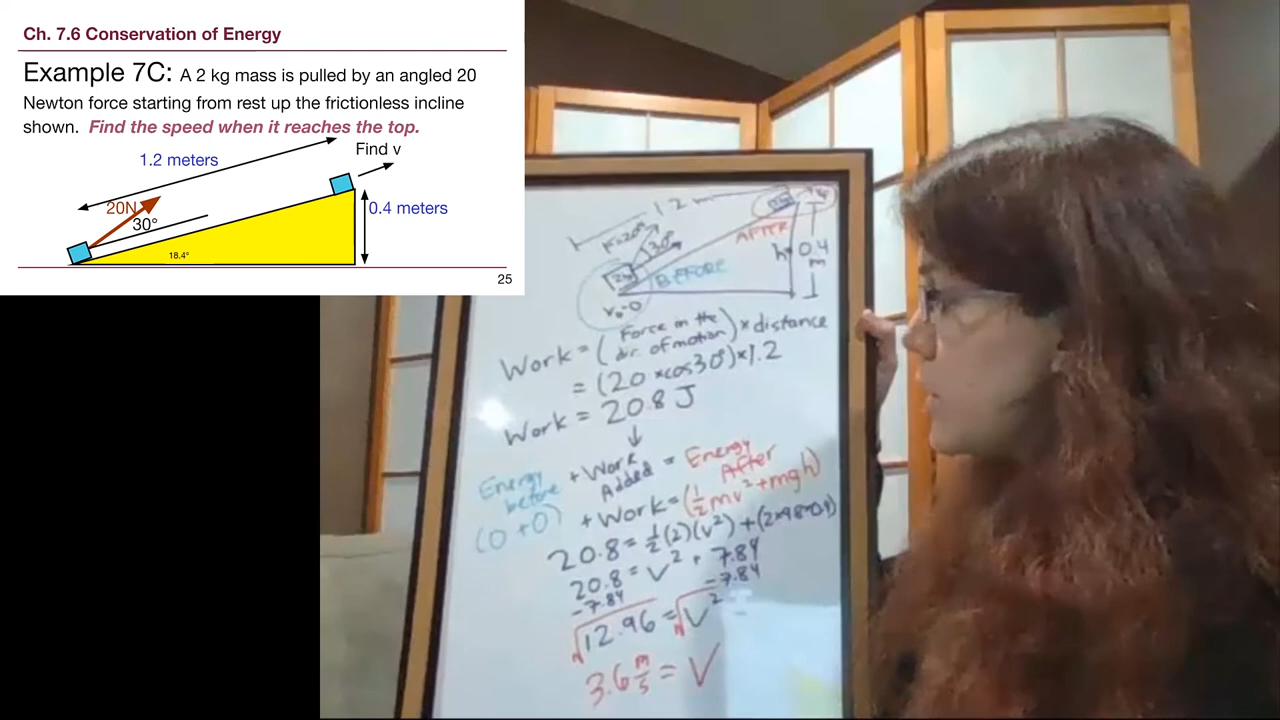 Ch. 7.6 Conservation of Energy
Example 7C: A 2 kg mass is pulled by an angled 20
Newton force starting from rest up the frictionless incline
shown. Find the speed when it reaches the top.
1.2 meters
Find v
20N
30°
0.4 meters
18.4°
25
1.2 m
F=20
30°
AFTER
h=0.4
m
BEFORE
V₀=0
Work = (Force in the
dir. of motion) × distance
= (20 × cos30°) × 1.2
Work = 20.8 J
Energy
before + Work
Added = Energy
After
(0 + 0) + Work = (½mv² + mgh)
20.8 = ½(2)(v²) + (2×9.8×0.4)
20.8 = v² + 7.84
-7.84 -7.84
√12.96 = √v²
3.6 m/s = V